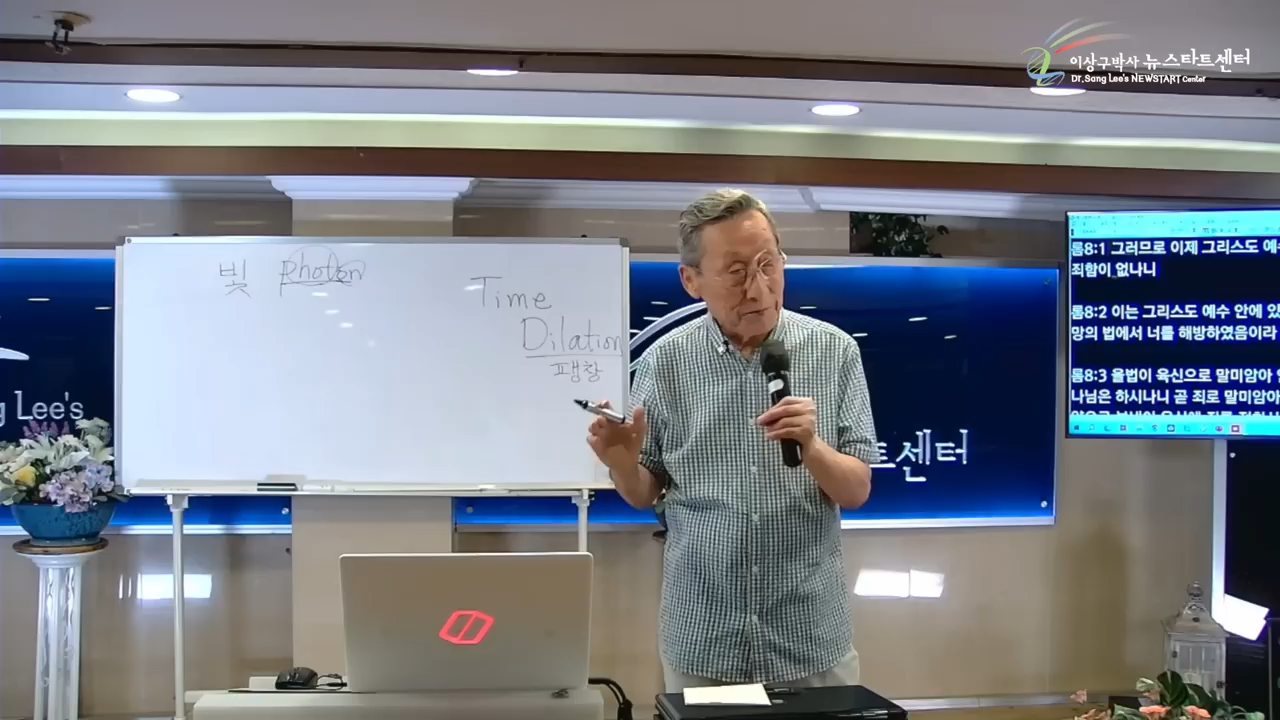 이상구박사 뉴스타트센터
Dr. Sang Lee's NEWSTART Center
빛 photon
Time
Dilation
팽창
g Lee's
트센터
롬8:1 그러므로 이제 그리스도 예수
죄함이 없나니
롬8:2 이는 그리스도 예수 안에 있
망의 법에서 너를 해방하였음이라
롬8:3 율법이 육신으로 말미암아
나님은 하시나니 곧 죄로 말미암아